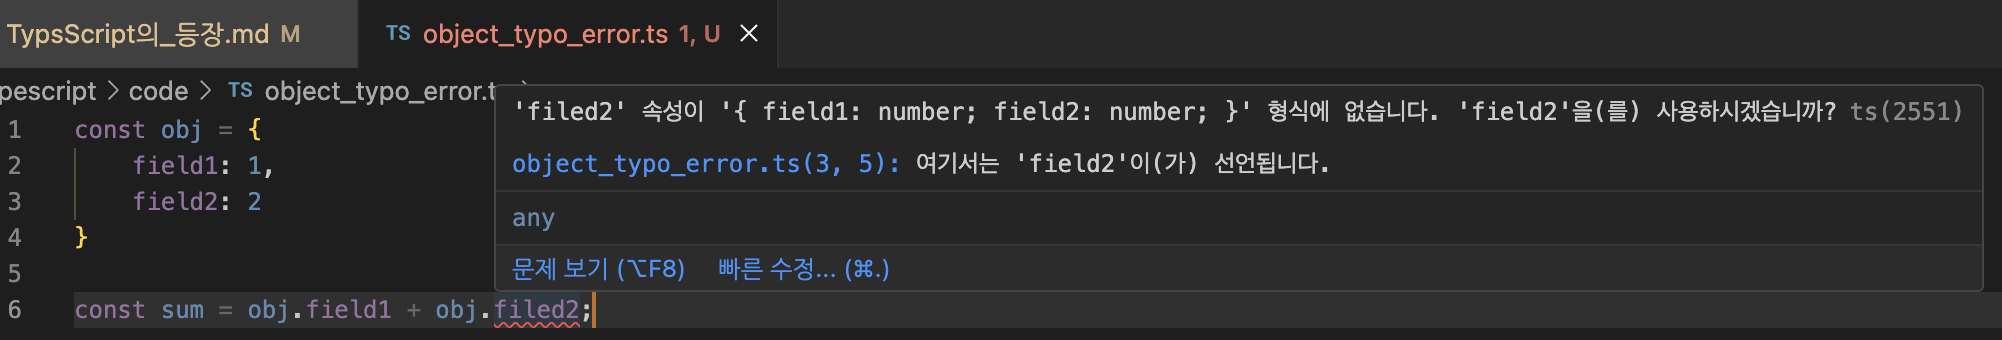 TypsScript의_등장.md M
TS object_typo_error.ts 1, U
pescript > code > TS object_typo_error.t
'filed2' 속성이 '{ field1: number; field2: number; }' 형식에 없습니다. 'field2'을(를) 사용하시겠습니까? ts(2551)
object_typo_error.ts(3, 5): 여기서는 'field2'이(가) 선언됩니다.
any
문제 보기 (⌥F8) 빠른 수정... (⌘.)
1 const obj = {
2 field1: 1,
3 field2: 2
4 }
5
6 const sum = obj.field1 + obj.filed2;